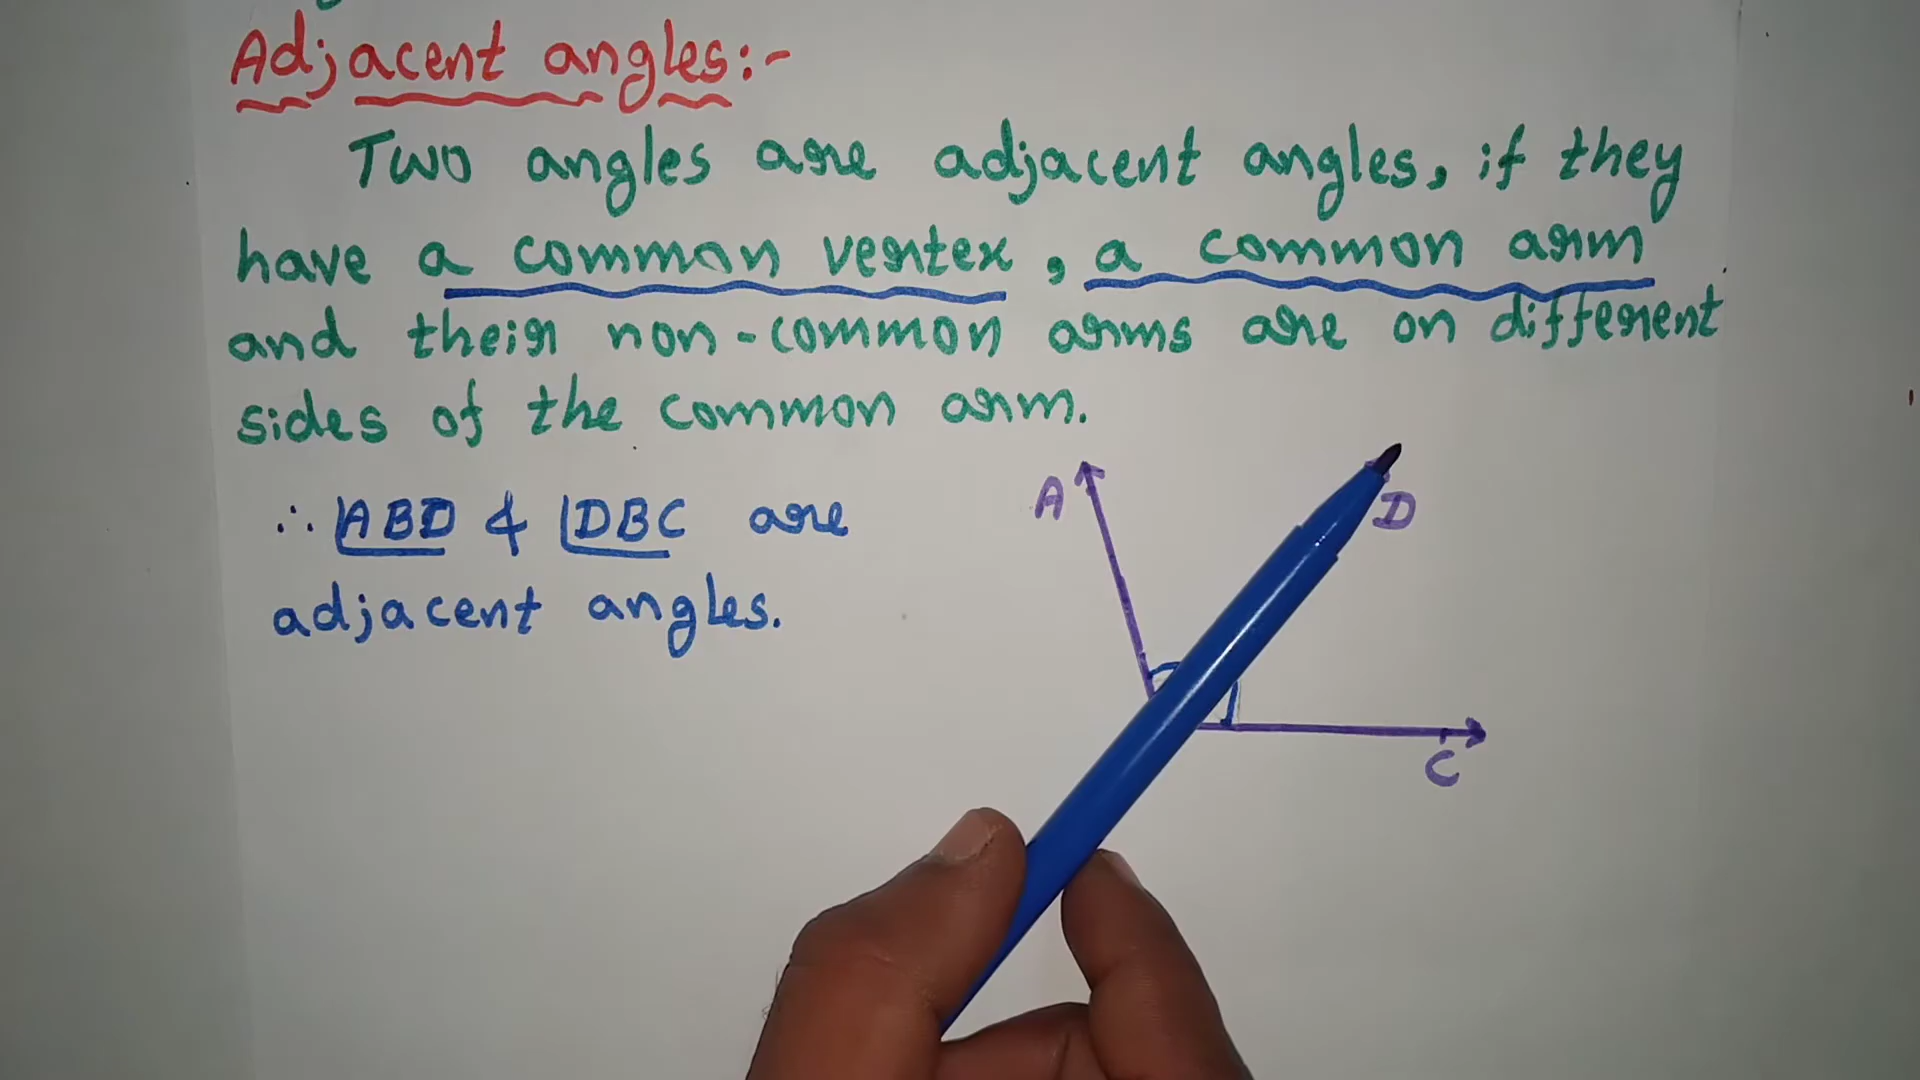 Adjacent angles:-
Two angles are adjacent angles, if they
have a common vertex, a common arm
and their non-common arms are on different
sides of the common arm.
∴ ∠ABD & ∠DBC are
adjacent angles.
A
D
C